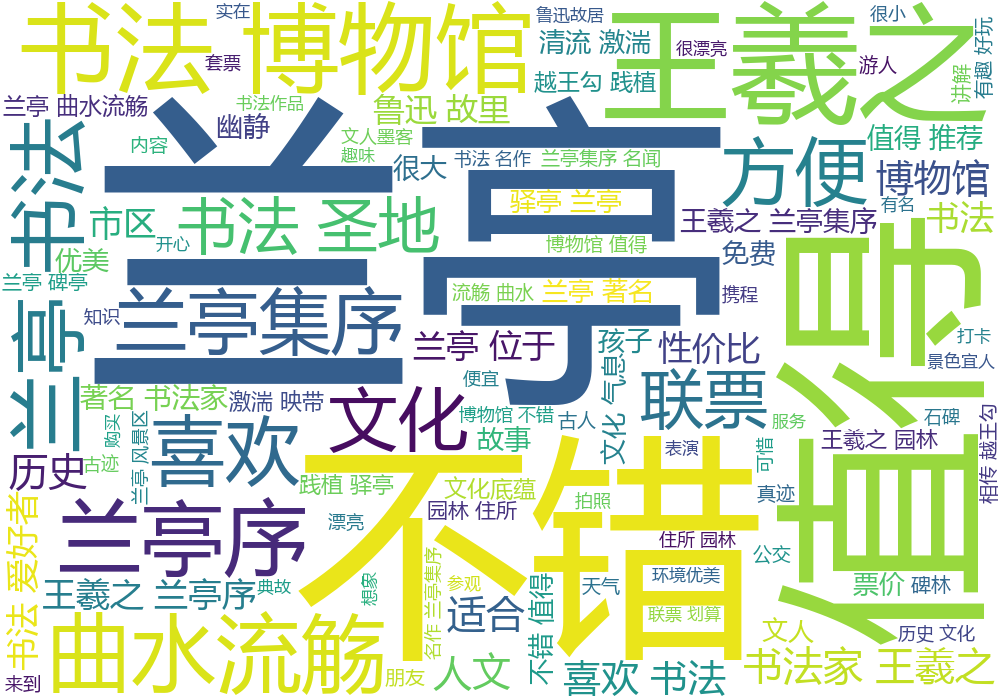 书法 博物馆
实在
鲁迅故居
很小
王羲之
清流 激湍
很漂亮
有趣 好玩
套票
游人
越王勾 践植
讲解
兰亭 曲水流觞
书法作品
鲁迅 故里
幽静
文人墨客
值得 推荐
内容
趣味
兰亭
书法
很大
书法 名作
兰亭集序 名闻
方便
博物馆
驿亭 兰亭
有名
市区
书法 圣地
王羲之 兰亭集序
书法
开心
博物馆 值得
免费
优美
兰亭 碑亭
流觞 曲水
兰亭 著名
携程
值得
知识
兰亭集序
兰亭 位于
孩子
性价比
打卡
景色宜人
兰亭
便宜
文化 气息
联票
著名 书法家
激湍 映带
文化
博物馆 不错
古人
石碑
服务
购买
兰亭 风景区
喜欢
故事
表演
可惜
王羲之 园林
相传 越王勾
历史
古迹
不错
践植 驿亭
文化底蕴
拍照
真迹
书法 爱好者
兰亭序
漂亮
园林 住所
住所 园林
公交
名作 兰亭集序
王羲之 兰亭序
典故
想象
参观
不错 值得
天气
环境优美
票价
碑林
曲水流觞
适合
联票 划算
文人
历史 文化
来到
朋友
人文
喜欢 书法
书法家 王羲之